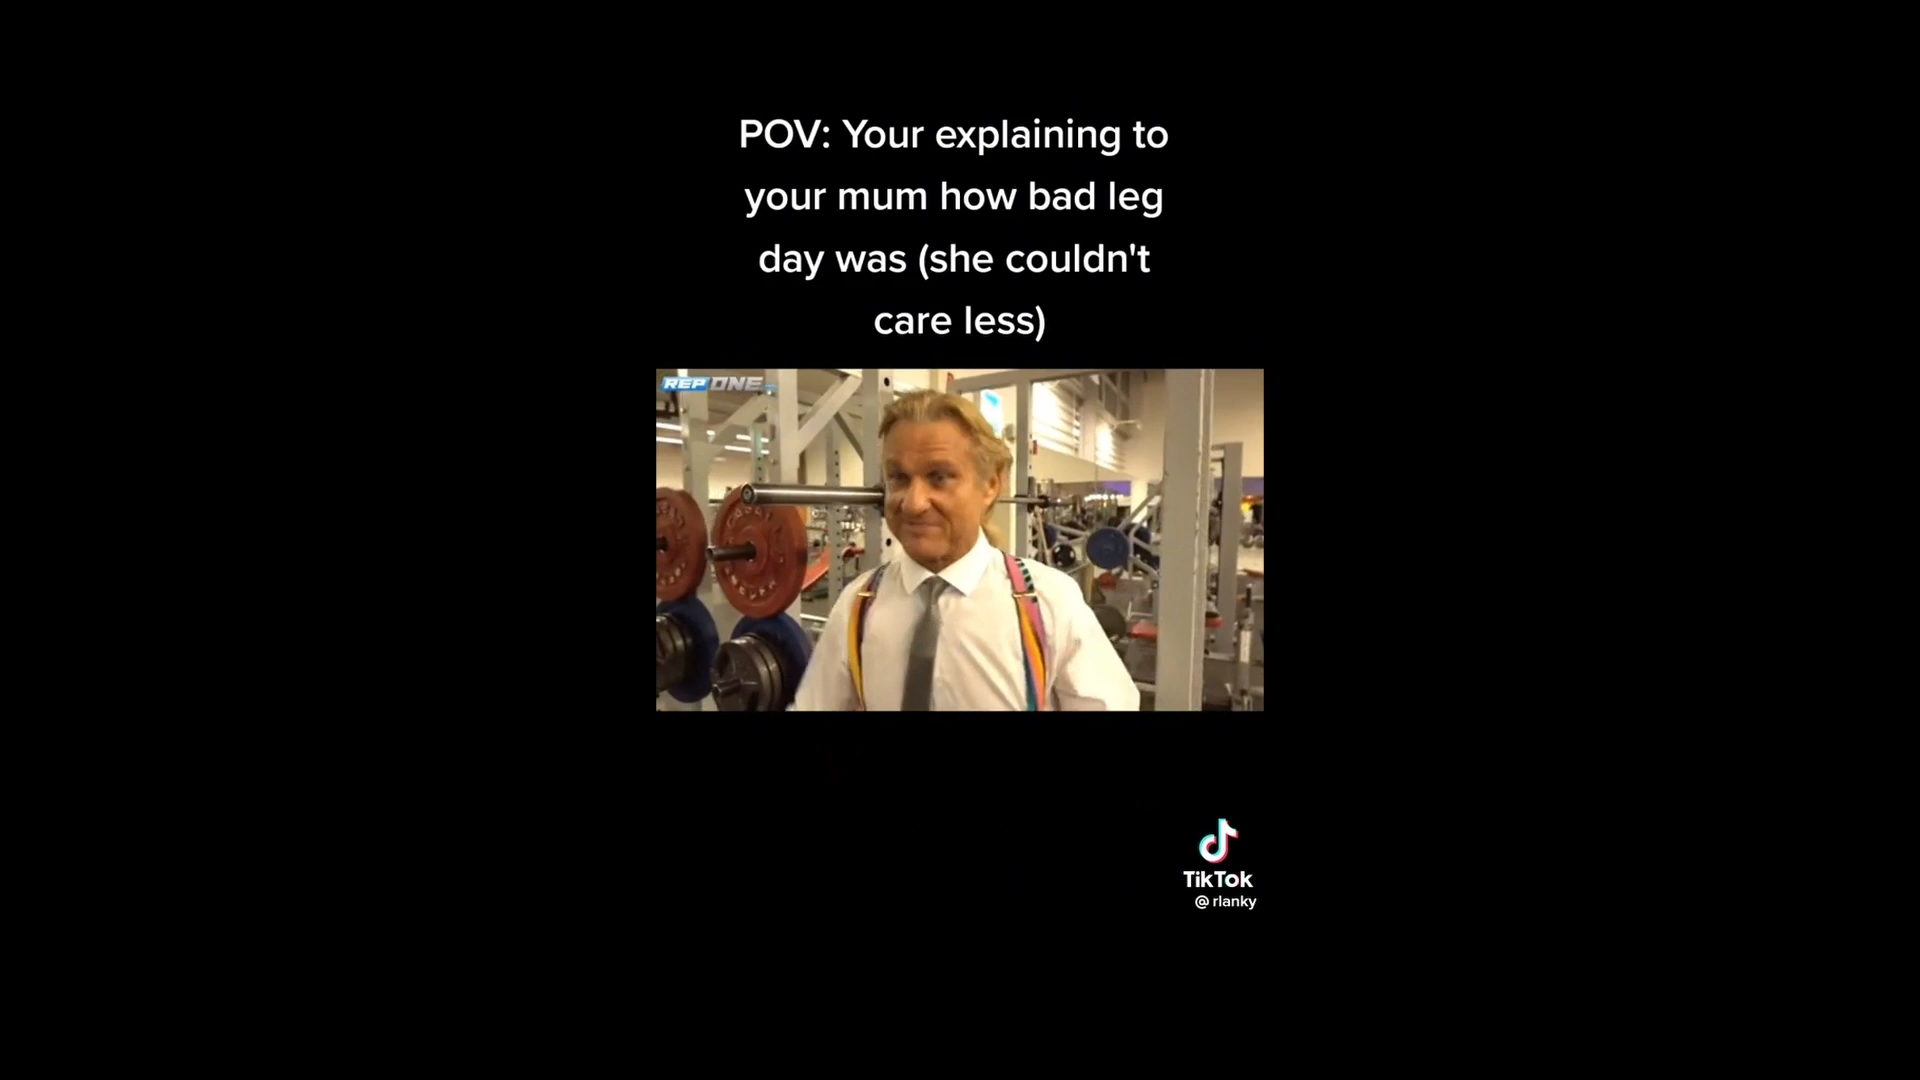 POV: Your explaining to
your mum how bad leg
day was (she couldn't
care less)
REP ONE
TikTok
@ rlanky